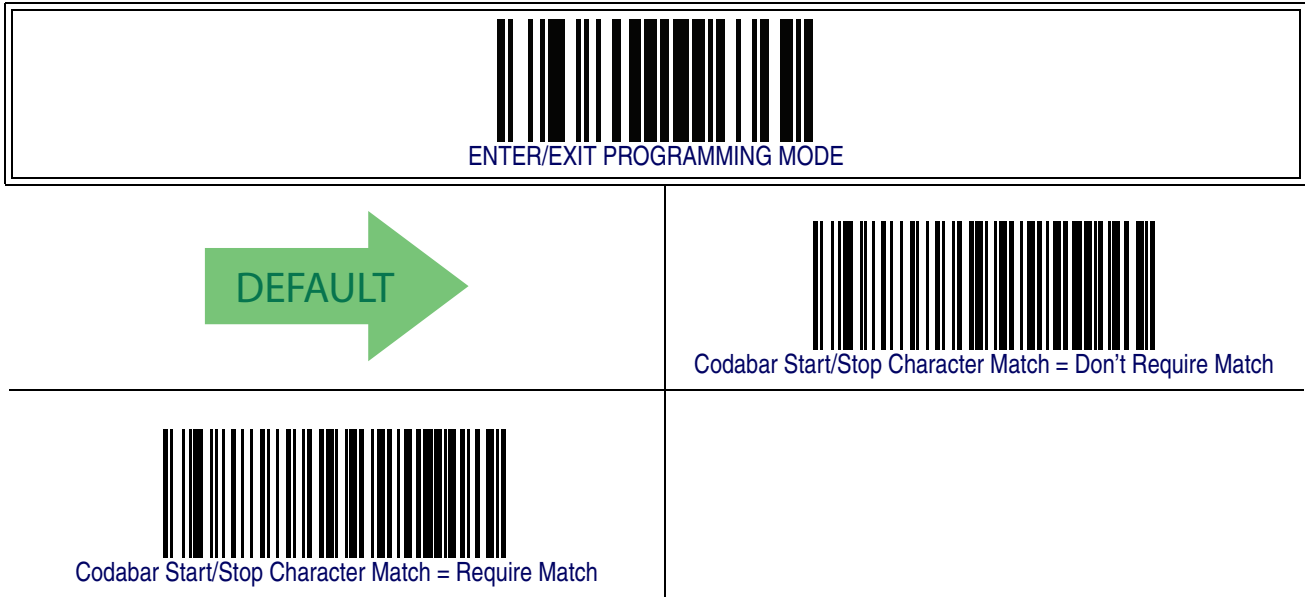 ENTER/EXIT PROGRAMMING MODE
DEFAULT
Codabar Start/Stop Character Match = Don’t Require Match
Codabar Start/Stop Character Match = Require Match